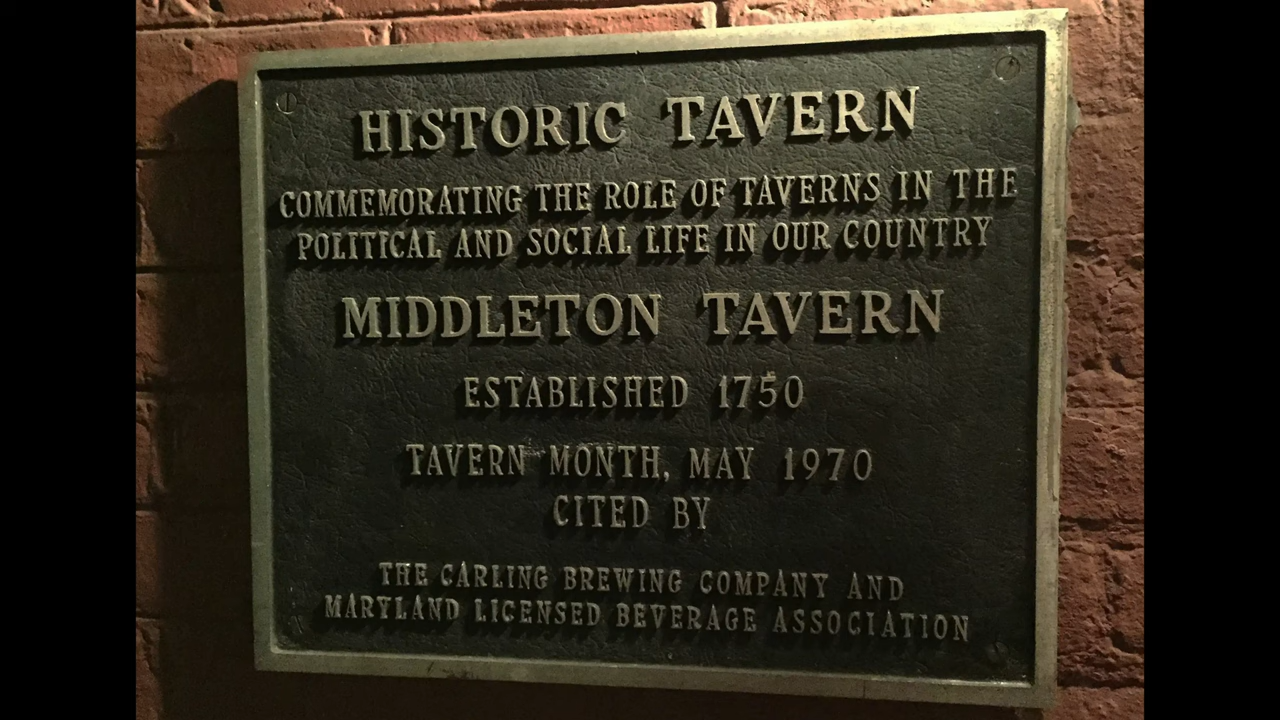 HISTORIC TAVERN
COMMEMORATING THE ROLE OF TAVERNS IN THE
POLITICAL AND SOCIAL LIFE IN OUR COUNTRY
MIDDLETON TAVERN
ESTABLISHED 1750
TAVERN MONTH, MAY 1970
CITED BY
THE CARLING BREWING COMPANY AND
MARYLAND LICENSED BEVERAGE ASSOCIATION